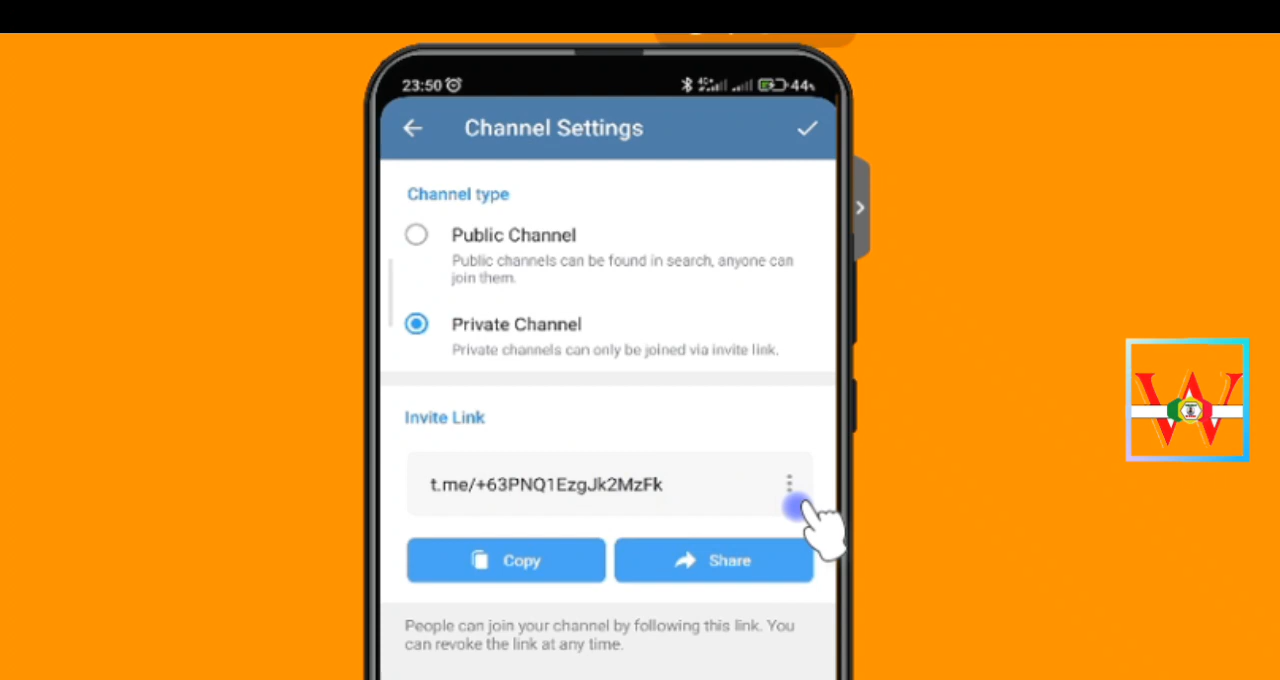 23:50
4G+
44%
Channel Settings
Channel type
Public Channel
Public channels can be found in search, anyone can
join them.
Private Channel
Private channels can only be joined via invite link.
Invite Link
t.me/+63PNQ1EzgJk2MzFk
Copy
Share
People can join your channel by following this link. You
can revoke the link at any time.
W